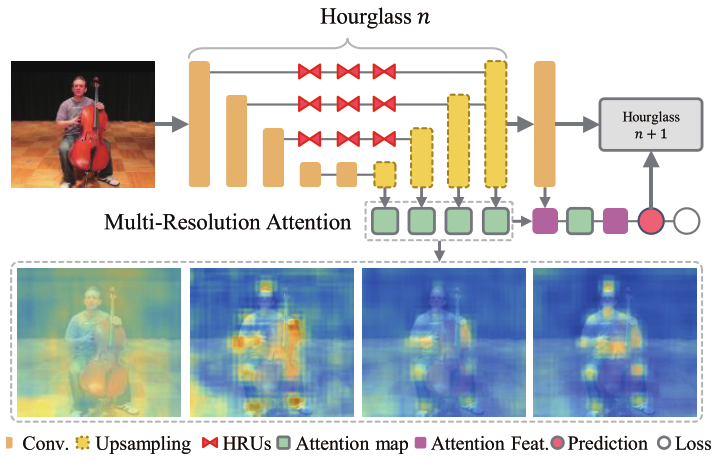 Hourglass n
Hourglass
n + 1
Multi-Resolution Attention
Conv. Upsampling HRUs Attention map Attention Feat. Prediction Loss